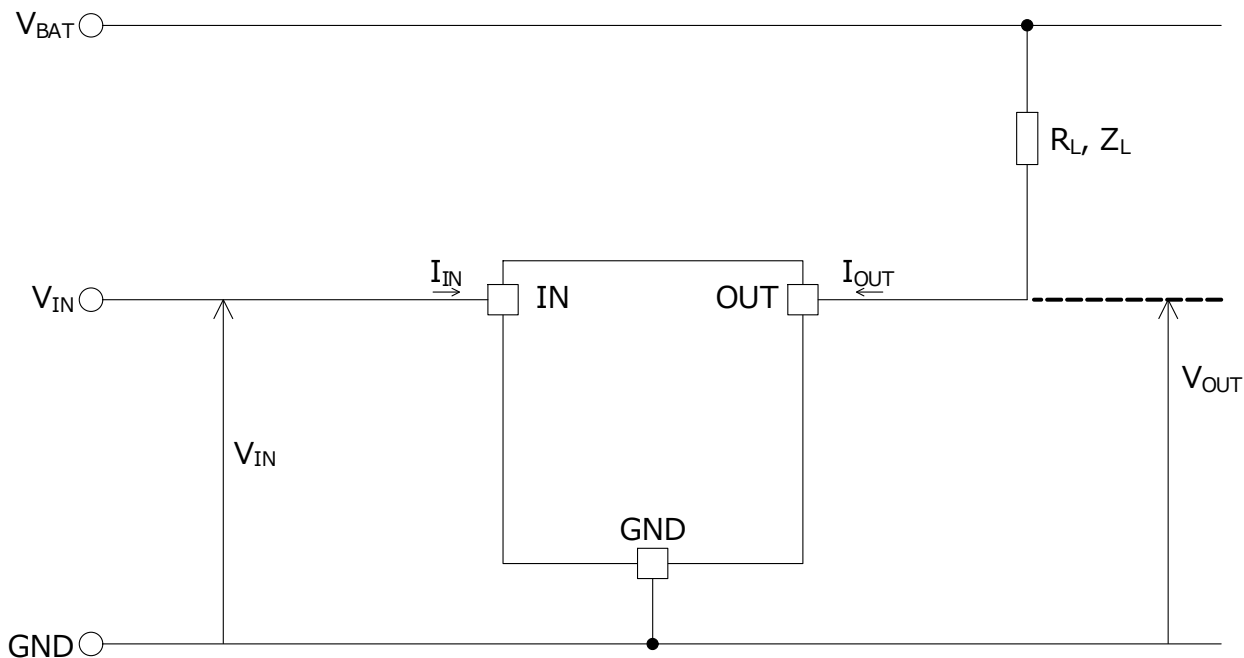 VBAT
RL, ZL
IIN
IOUT
VIN
IN
OUT
VOUT
VIN
GND
GND